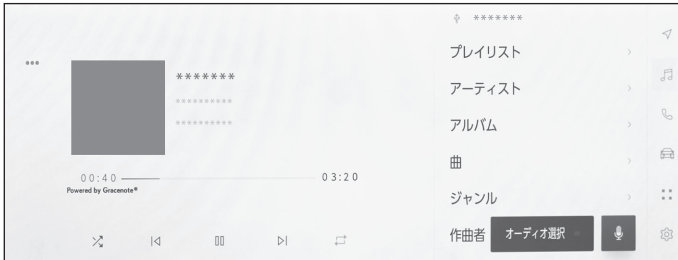 *******
**********
**********
00:40
03:20
Powered by Gracenote®
*******
プレイリスト
アーティスト
アルバム
曲
ジャンル
作曲者
オーディオ選択